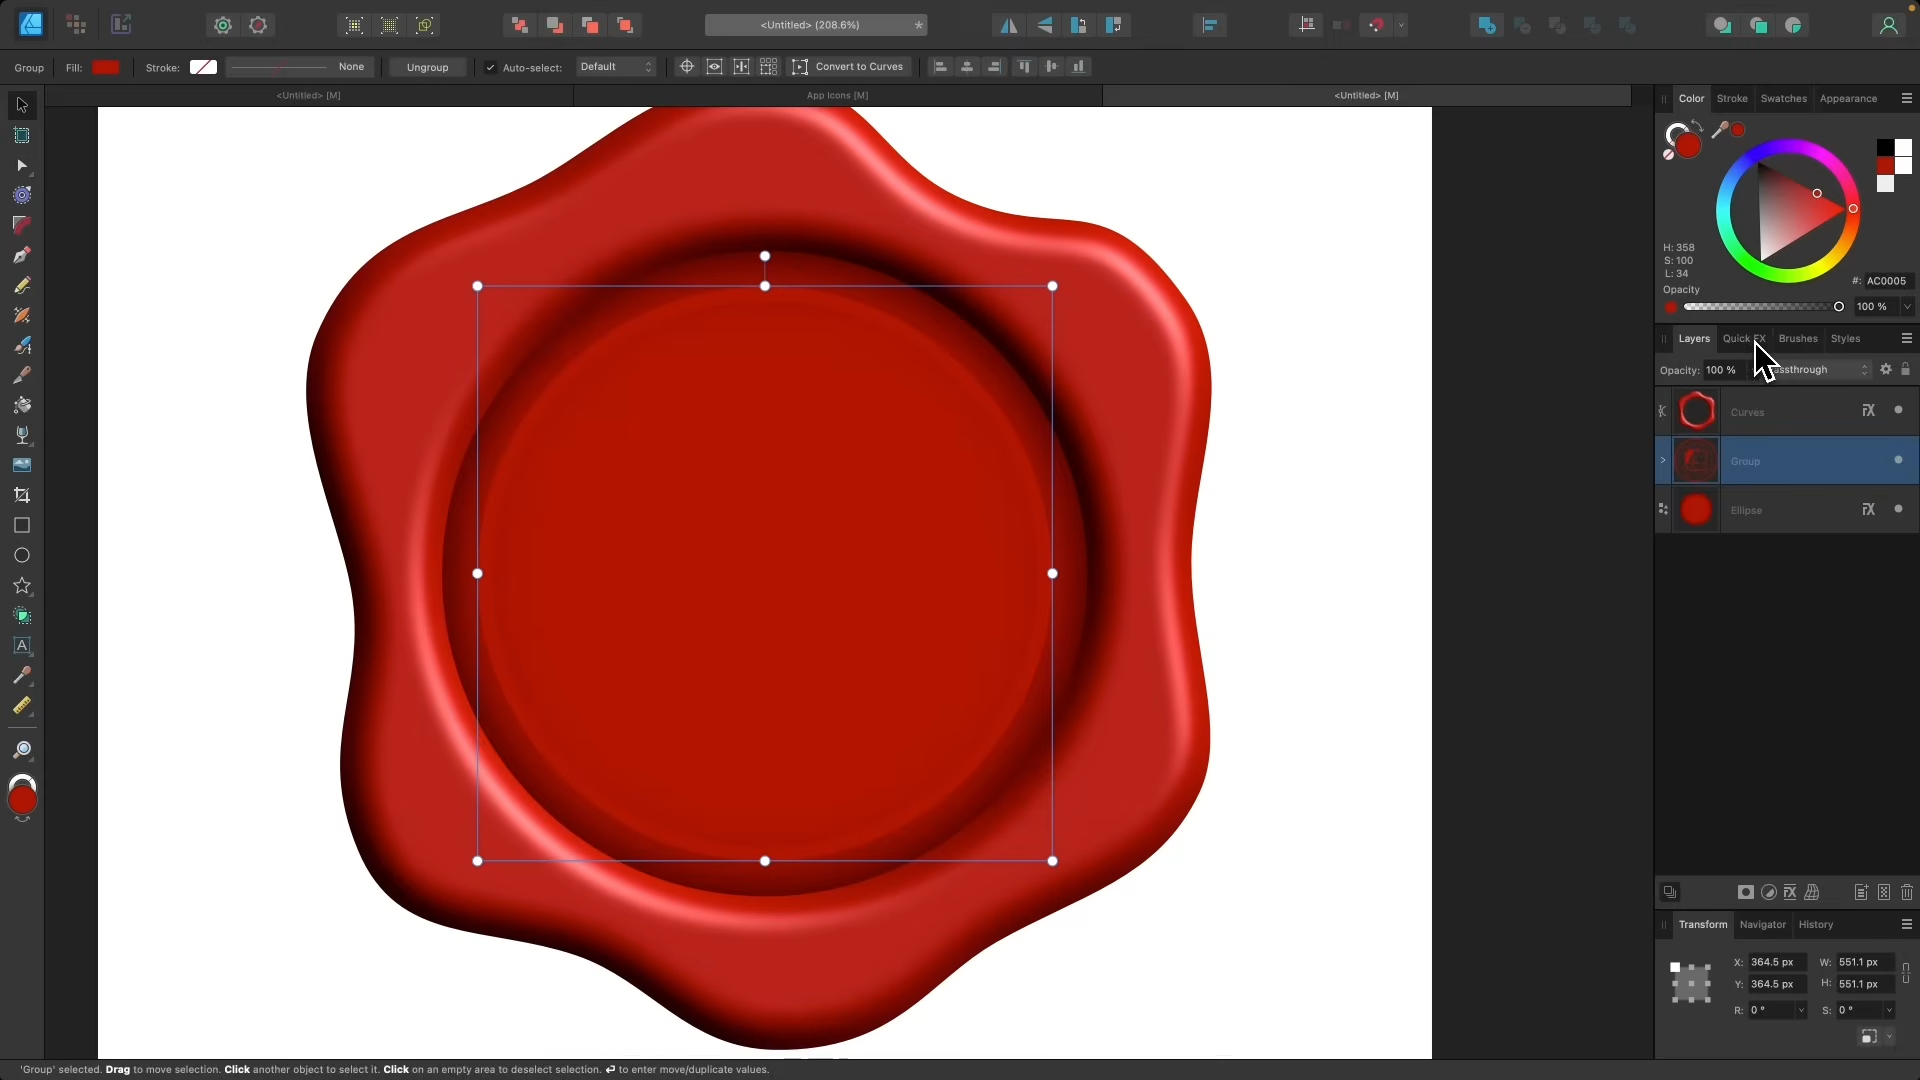 <Untitled> (208.6%)
*
Group
Fill:
Stroke:
None
Ungroup
Auto-select:
Default
Convert to Curves
<Untitled> [M]
App Icons [M]
<Untitled> [M]
Color Stroke Swatches Appearance
H: 358
S: 100
L: 34
#: AC0005
Opacity
100 %
Layers Quick FX Brushes Styles
Opacity: 100 %
assthrough
Curves
Group
Ellipse
Transform Navigator History
X: 364.5 px W: 551.1 px
Y: 364.5 px H: 551.1 px
R: 0 ° S: 0 °
'Group' selected. Drag to move selection. Click another object to select it. Click on an empty area to deselect selection. ⏎ to enter move/duplicate values.